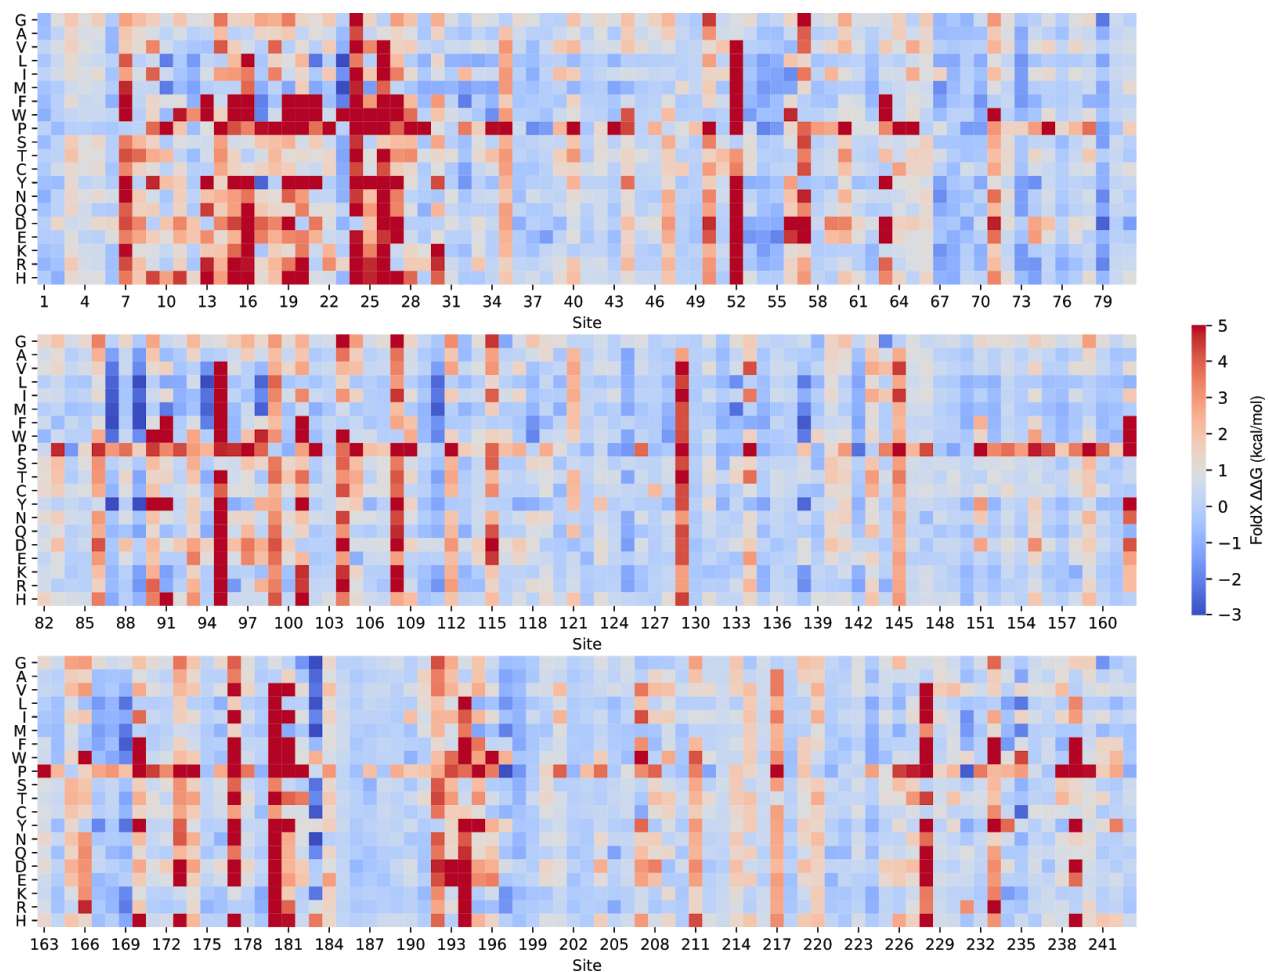 G
A
V
L
I
M
F
W
P
S
T
C
Y
N
Q
D
E
K
R
H
1 4 7 10 13 16 19 22 25 28 31 34 37 40 43 46 49 52 55 58 61 64 67 70 73 76 79
Site
G
A
V
L
I
M
F
W
P
S
T
C
Y
N
Q
D
E
K
R
H
82 85 88 91 94 97 100 103 106 109 112 115 118 121 124 127 130 133 136 139 142 145 148 151 154 157 160
Site
G
A
V
L
I
M
F
W
P
S
T
C
Y
N
Q
D
E
K
R
H
163 166 169 172 175 178 181 184 187 190 193 196 199 202 205 208 211 214 217 220 223 226 229 232 235 238 241
Site
5
4
3
2
1
0
−1
−2
−3
FoldX ΔΔG (kcal/mol)